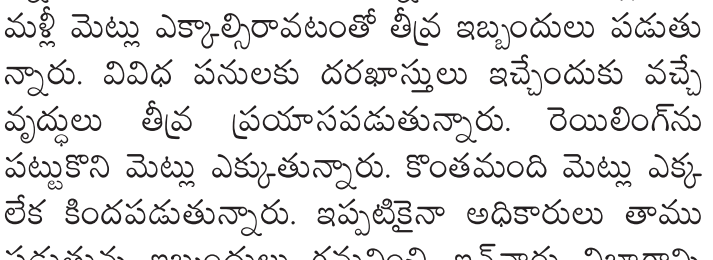 మళ్లీ మెట్లు ఎక్కాల్సిరావటంతో తీవ్ర ఇబ్బందులు పడుతు
న్నారు. వివిధ పనులకు దరఖాస్తులు ఇచ్చేందుకు వచ్చే
వృద్ధులు తీవ్ర ప్రయాసపడుతున్నారు. రెయిలింగ్‌ను
పట్టుకొని మెట్లు ఎక్కుతున్నారు. కొంతమంది మెట్లు ఎక్క
లేక కిందపడుతున్నారు. ఇప్పటికైనా అధికారులు తాము